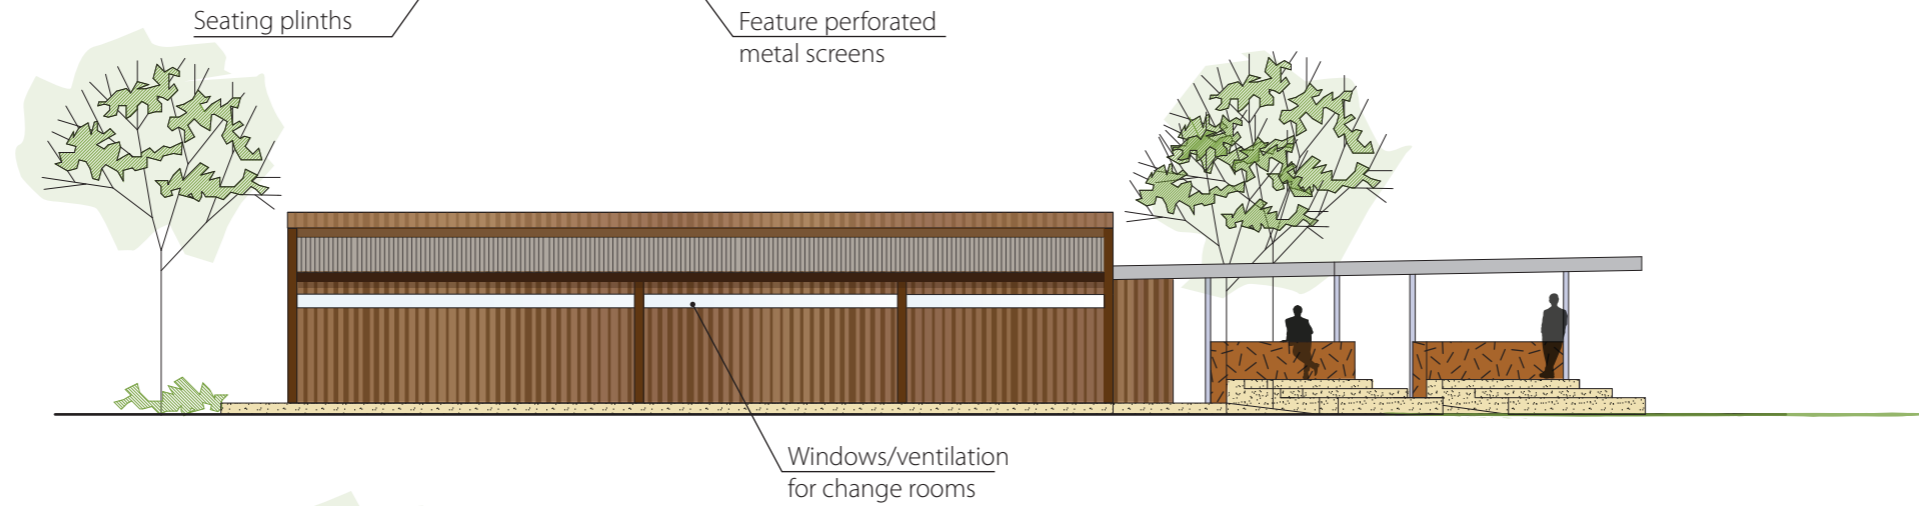 Seating plinths
Feature perforated
metal screens
Windows/ventilation
for change rooms